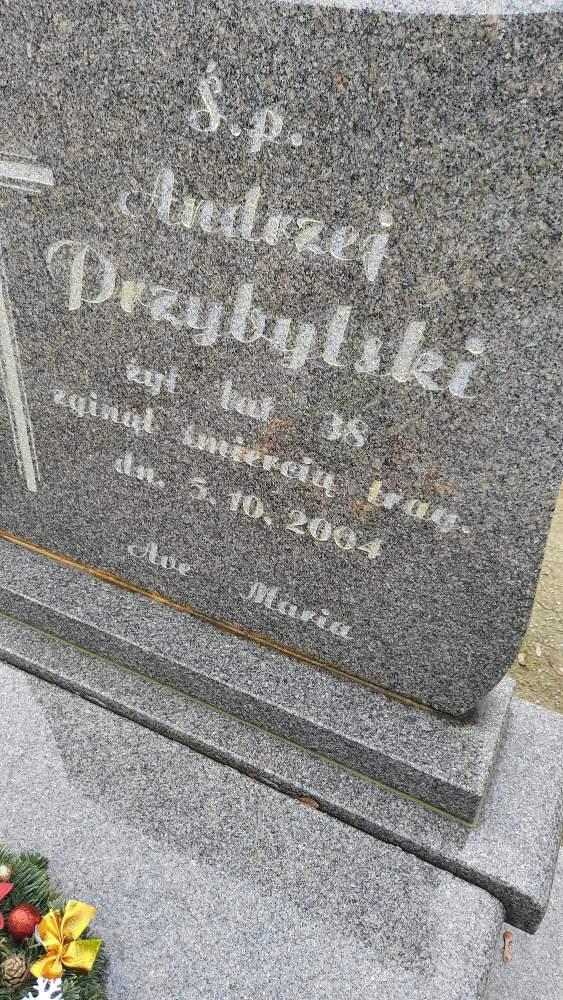 Ś.p.
Andrzej
Przybylski
żył lat 38
zginął śmiercią trag.
dn. 5.10.2004
Ave Maria